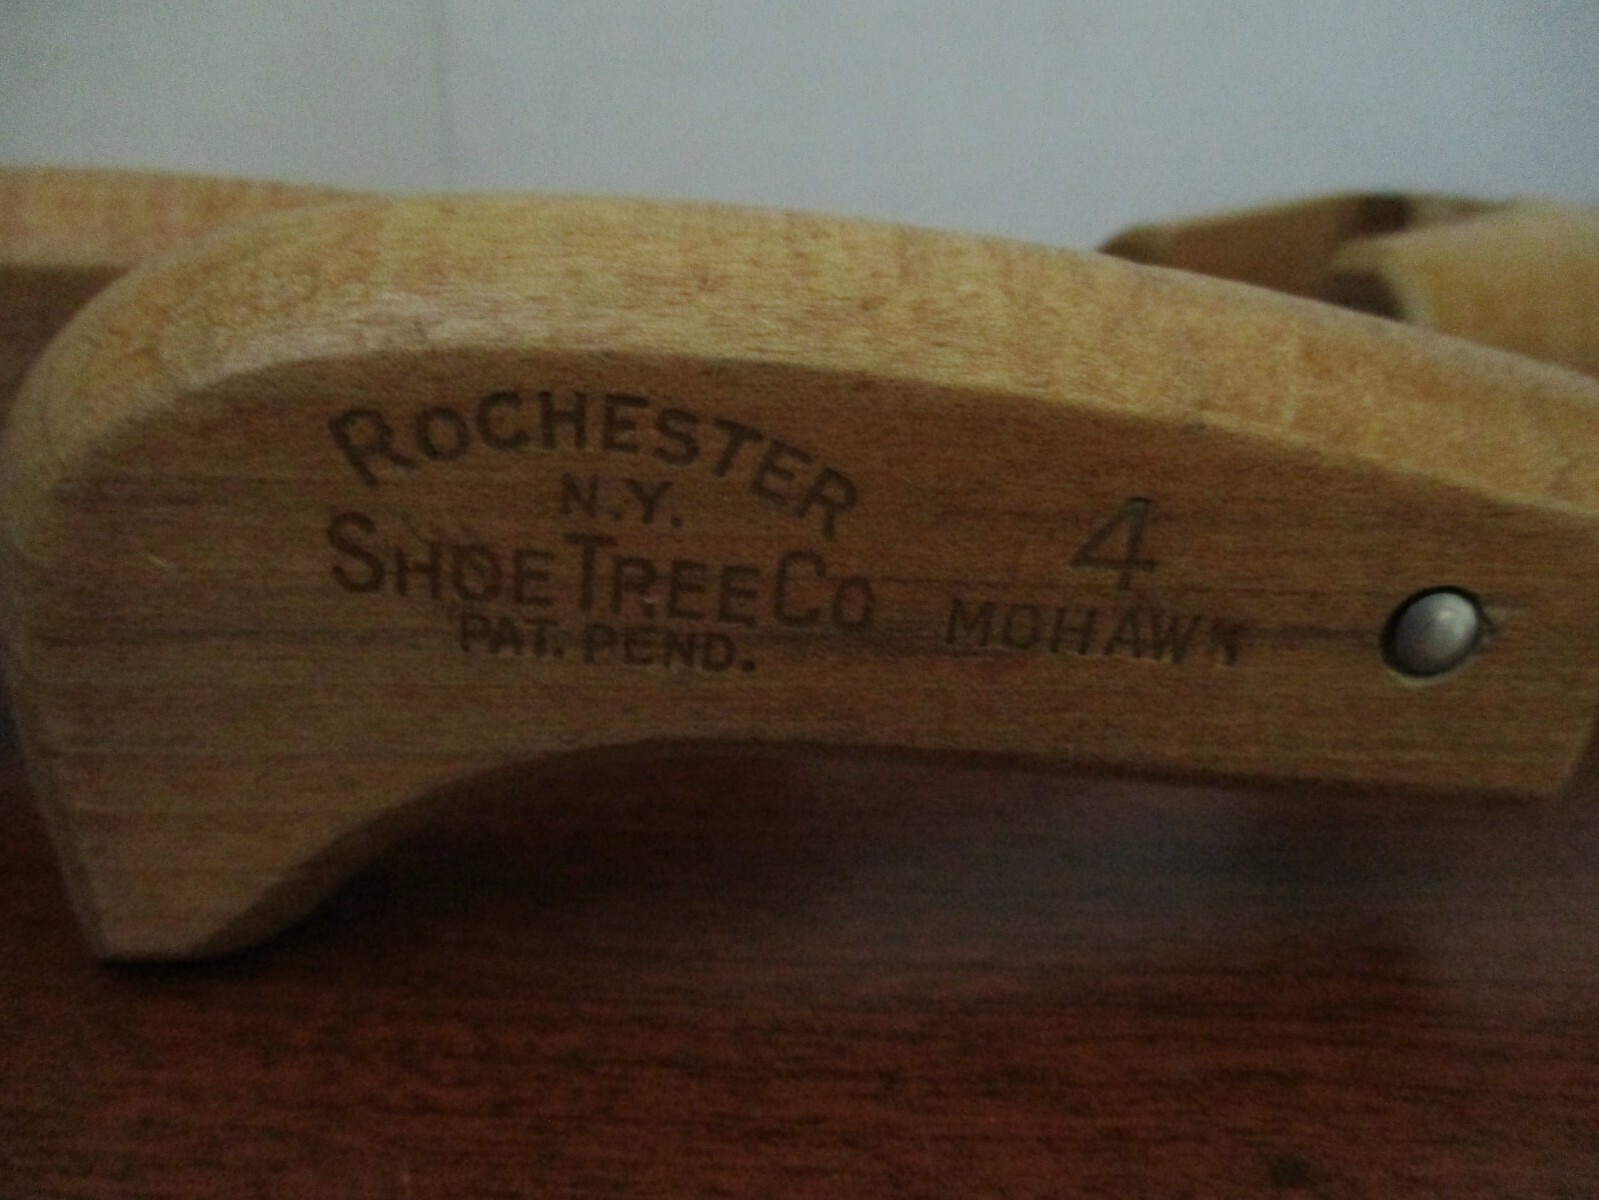 ROCHESTER
N.Y.
SHOE TREE CO
PAT. PEND.
4
MOHAWK